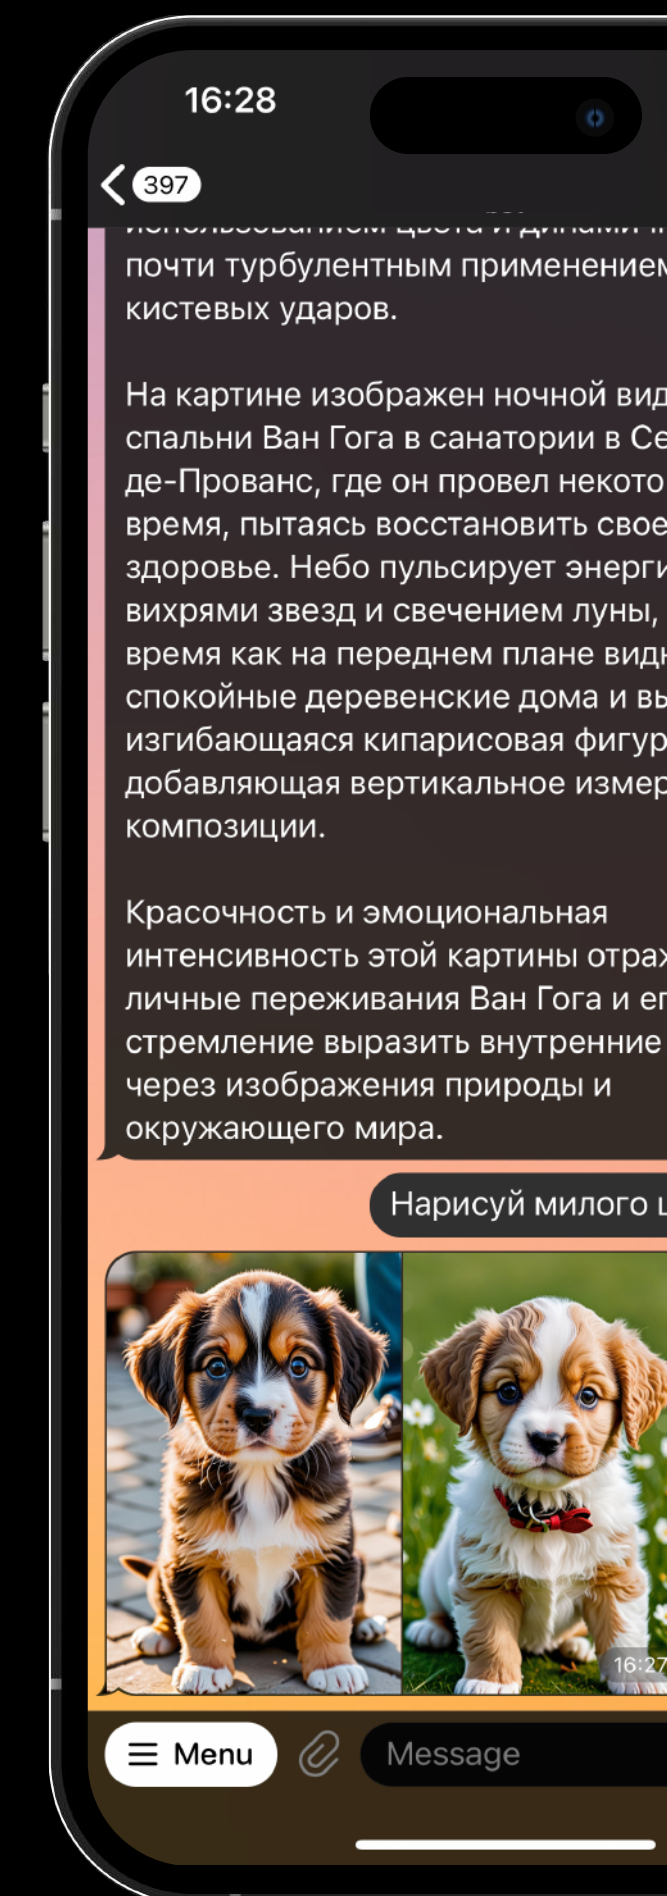 16:28
397
использованием цвета и
почти турбулентным применением
кистевых ударов.
На картине изображен ночной вид
спальни Ван Гога в санатории в
де-Прованс, где он провел
время, пытаясь восстановить
здоровье. Небо пульсирует
вихрями звезд и свечением луны,
время как на переднем плане
спокойные деревенские дома и
изгибающаяся кипарисовая
добавляющая вертикальное
композиции.
Красочность и эмоциональная
интенсивность этой картины
личные переживания Ван Гога и
стремление выразить внутренние
через изображения природы и
окружающего мира.
Нарисуй милого
16:27
Menu
Message